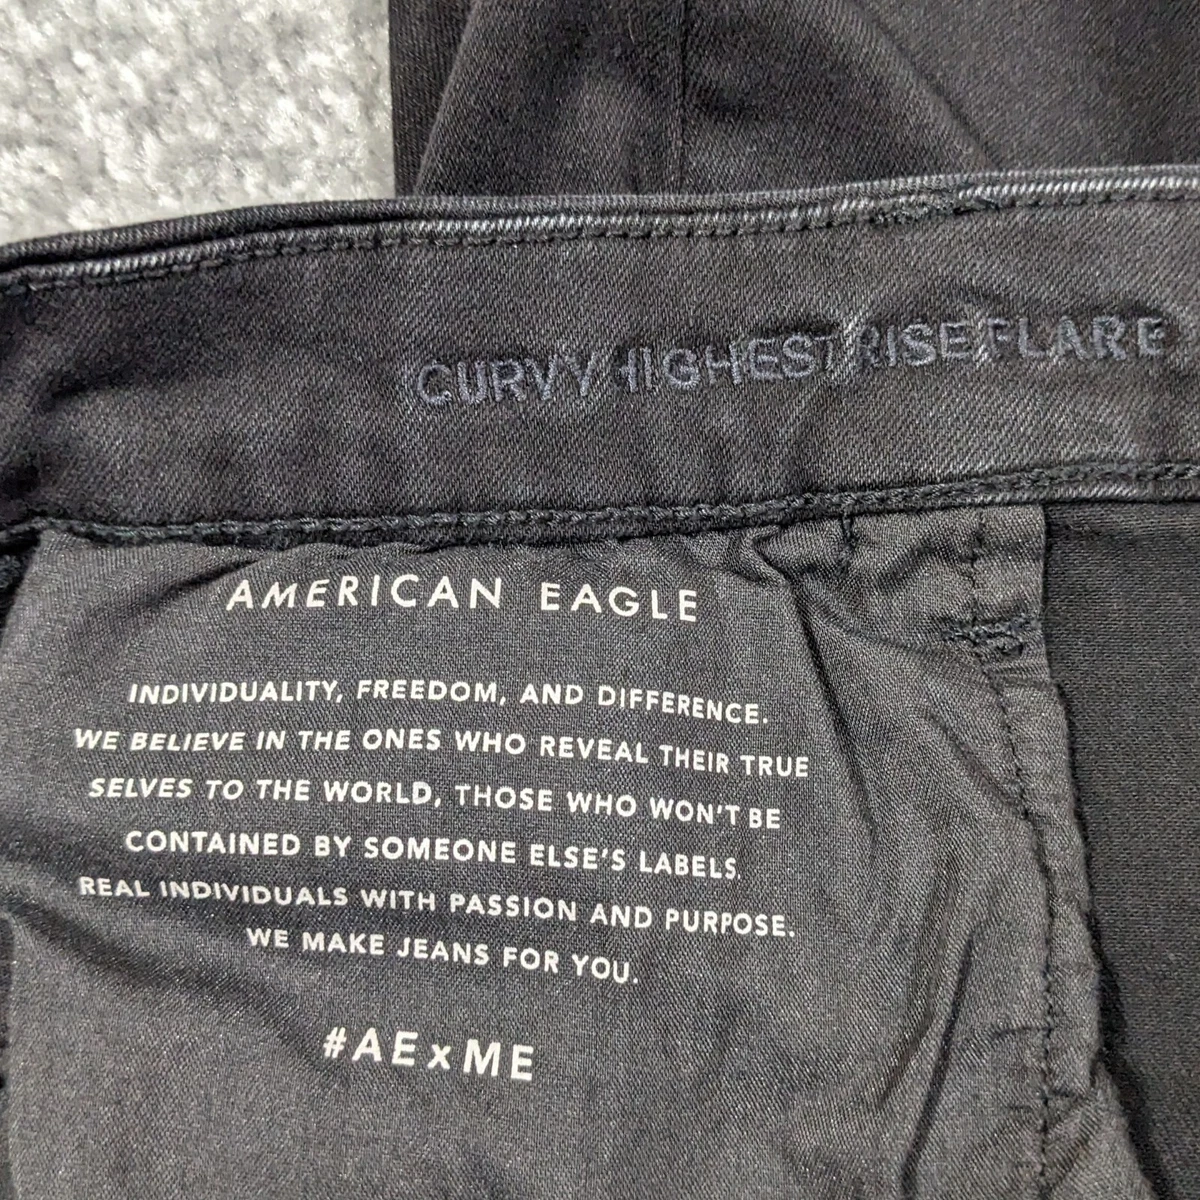 CURVY HIGHEST RISE FLARE
AMERICAN EAGLE
INDIVIDUALITY, FREEDOM, AND DIFFERENCE.
WE BELIEVE IN THE ONES WHO REVEAL THEIR TRUE
SELVES TO THE WORLD, THOSE WHO WON'T BE
CONTAINED BY SOMEONE ELSE'S LABELS.
REAL INDIVIDUALS WITH PASSION AND PURPOSE.
WE MAKE JEANS FOR YOU.
#AExME